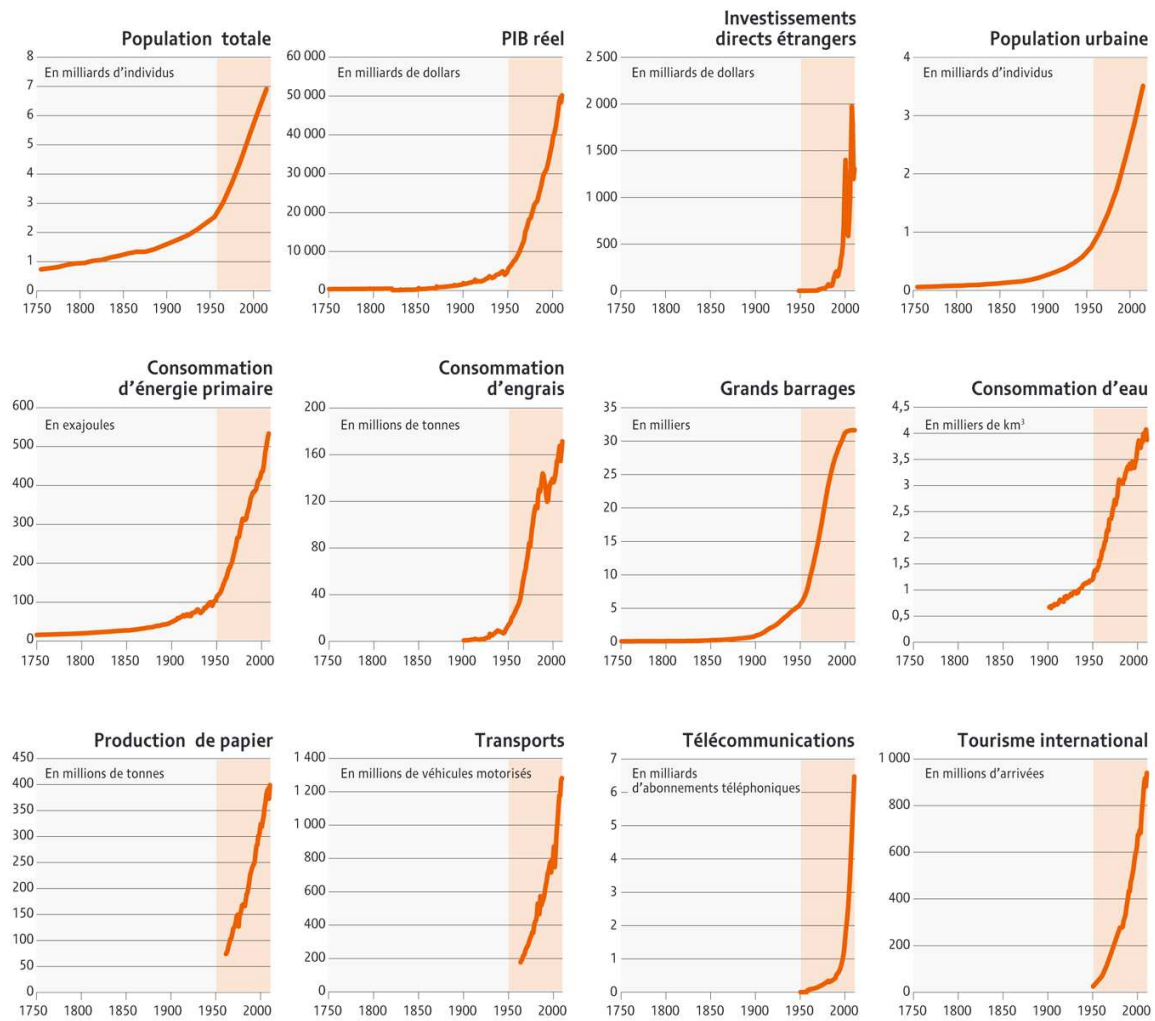 Population totale
En milliards d'individus
8
7
6
5
4
3
2
1
0
1750 1800 1850 1900 1950 2000
PIB réel
En milliards de dollars
60 000
50 000
40 000
30 000
20 000
10 000
0
1750 1800 1850 1900 1950 2000
Investissements
directs étrangers
En milliards de dollars
2 500
2 000
1 500
1 000
500
0
1750 1800 1850 1900 1950 2000
Population urbaine
En milliards d'individus
4
3
2
1
0
1750 1800 1850 1900 1950 2000
Consommation
d'énergie primaire
En exajoules
600
500
400
300
200
100
0
1750 1800 1850 1900 1950 2000
Consommation
d'engrais
En millions de tonnes
200
160
120
80
40
0
1750 1800 1850 1900 1950 2000
Grands barrages
En milliers
35
30
25
20
15
10
5
0
1750 1800 1850 1900 1950 2000
Consommation d'eau
En milliers de km³
4,5
4
3,5
3
2,5
2
1,5
1
0,5
0
1750 1800 1850 1900 1950 2000
Production de papier
En millions de tonnes
450
400
350
300
250
200
150
100
50
0
1750 1800 1850 1900 1950 2000
Transports
En millions de véhicules motorisés
1 400
1 200
1 000
800
600
400
200
0
1750 1800 1850 1900 1950 2000
Télécommunications
En milliards
d'abonnements téléphoniques
7
6
5
4
3
2
1
0
1750 1800 1850 1900 1950 2000
Tourisme international
En millions d'arrivées
1 000
800
600
400
200
0
1750 1800 1850 1900 1950 2000